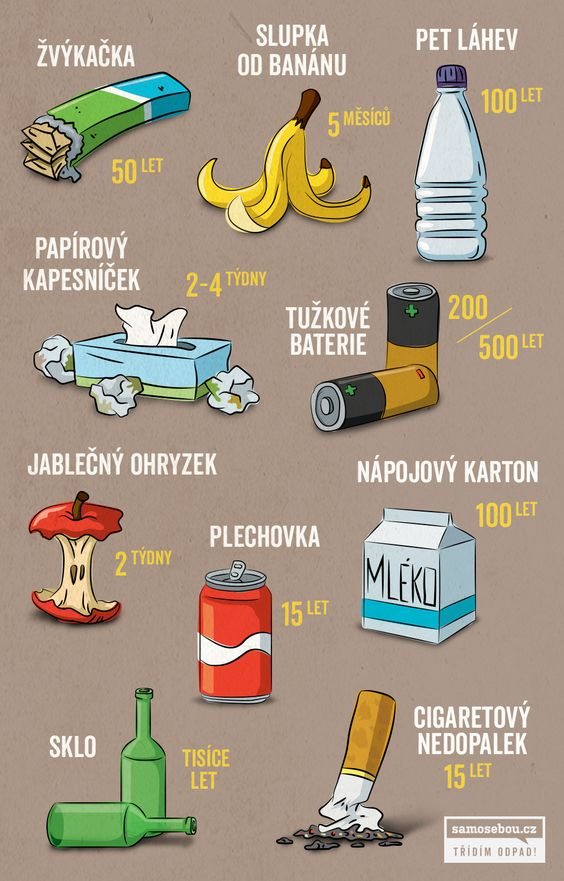 ŽVÝKAČKA
50 LET
SLUPKA
OD BANÁNU
5 MĚSÍCŮ
PET LÁHEV
100 LET
PAPÍROVÝ
KAPESNÍČEK
2-4 TÝDNY
TUŽKOVÉ
BATERIE
200
500 LET
JABLEČNÝ OHRYZEK
2 TÝDNY
PLECHOVKA
15 LET
NÁPOJOVÝ KARTON
100 LET
MLÉKO
SKLO
TISÍCE
LET
CIGARETOVÝ
NEDOPALEK
15 LET
samosebou.cz
TŘÍDÍM ODPAD!